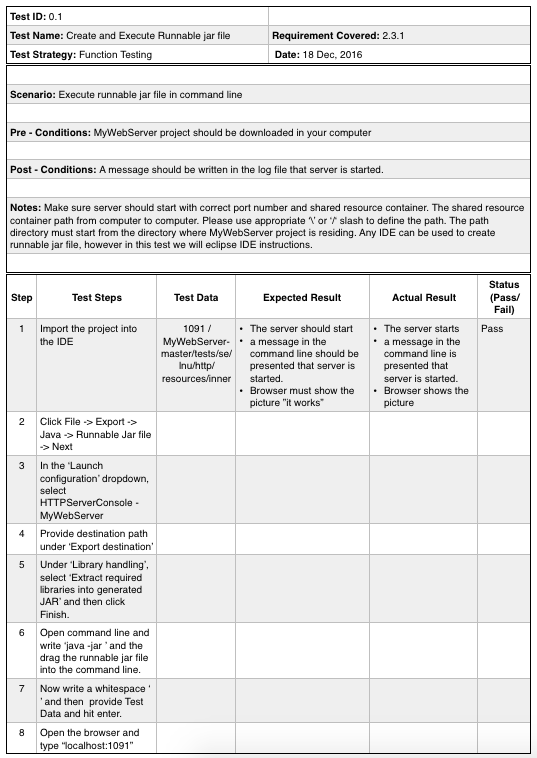 Test ID: 0.1
Test Name: Create and Execute Runnable jar file
Requirement Covered: 2.3.1
Test Strategy: Function Testing
Date: 18 Dec, 2016
Scenario: Execute runnable jar file in command line
Pre - Conditions: MyWebServer project should be downloaded in your computer
Post - Conditions: A message should be written in the log file that server is started.
Notes: Make sure server should start with correct port number and shared resource container. The shared
resource container path from computer to computer. Please use appropriate '\' or '/' slash to define the path. The path
directory must start from the directory where MyWebServer project is residing. Any IDE can be used to create
runnable jar file, however in this test we will eclipse IDE instructions.
Step
Test Steps
Test Data
Expected Result
Actual Result
Status
(Pass/
Fail)
1
Import the project into
the IDE
1091 /
MyWebServer-
master/tests/se/
lnu/http/
resources/inner
• The server should start
• a message in the
command line should be
presented that server is
started.
• Browser must show the
picture "it works"
• The server starts
• a message in the
command line is
presented that
server is started.
• Browser shows the
picture
Pass
2
Click File -> Export ->
Java -> Runnable Jar file
-> Next
3
In the ‘Launch
configuration’ dropdown,
select
HTTPServerConsole -
MyWebServer
4
Provide destination path
under ‘Export destination’
5
Under ‘Library handling’,
select ‘Extract required
libraries into generated
JAR’ and then click
Finish.
6
Open command line and
write ‘java -jar ’ and the
drag the runnable jar file
into the command line.
7
Now write a whitespace ‘
’ and then provide Test
Data and hit enter.
8
Open the browser and
type “localhost:1091”